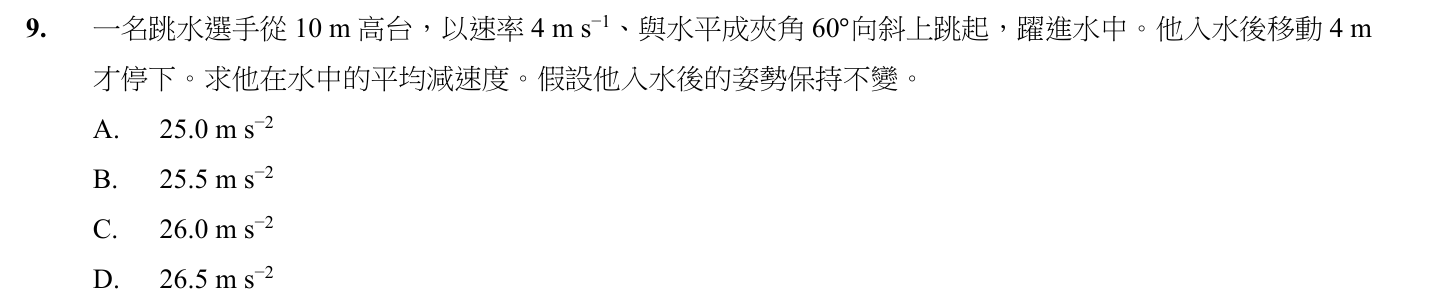 9. 一名跳水選手從 10 m 高台，以速率 4 m s⁻¹、與水平成夾角 60°向斜上跳起，躍進水中。他入水後移動 4 m
才停下。求他在水中的平均減速度。假設他入水後的姿勢保持不變。
A. 25.0 m s⁻²
B. 25.5 m s⁻²
C. 26.0 m s⁻²
D. 26.5 m s⁻²